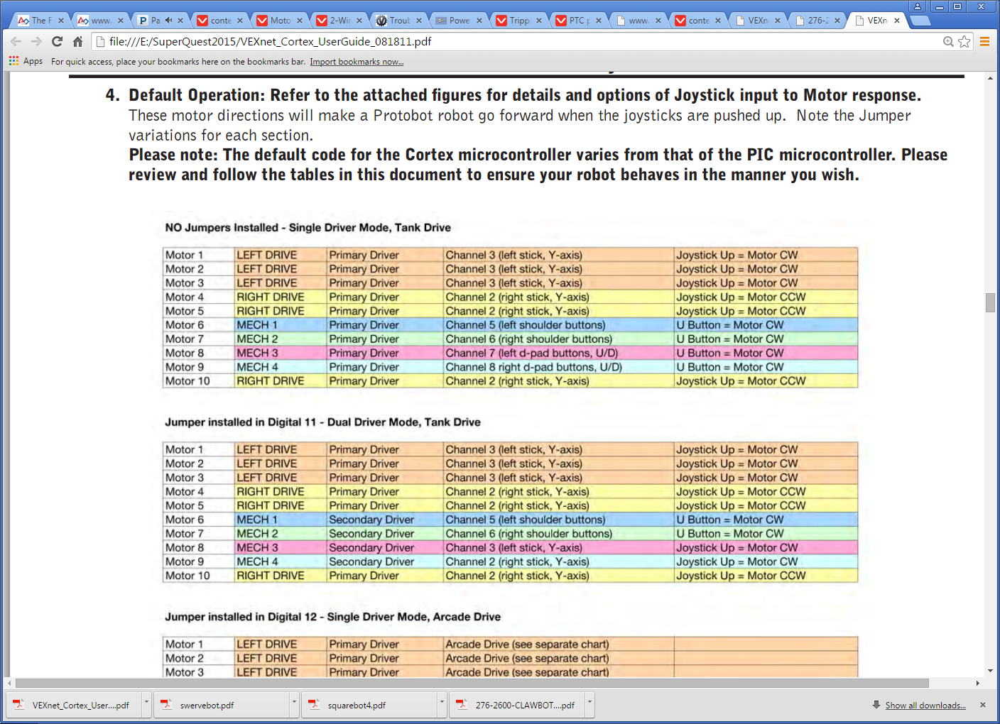 The F
www.
Pa
conte
Moto
2-Wir
Troub
Powe
Tripp
PTC p
www.
conte
VEXn
276-2
VEXn
file:///E:/SuperQuest2015/VEXnet_Cortex_UserGuide_081811.pdf
Apps For quick access, place your bookmarks here on the bookmarks bar. Import bookmarks now...
4. Default Operation: Refer to the attached figures for details and options of Joystick input to Motor response.
These motor directions will make a Protobot robot go forward when the joysticks are pushed up. Note the Jumper
variations for each section.
Please note: The default code for the Cortex microcontroller varies from that of the PIC microcontroller. Please
review and follow the tables in this document to ensure your robot behaves in the manner you wish.
NO Jumpers Installed - Single Driver Mode, Tank Drive
Motor 1 LEFT DRIVE Primary Driver Channel 3 (left stick, Y-axis) Joystick Up = Motor CW
Motor 2 LEFT DRIVE Primary Driver Channel 3 (left stick, Y-axis) Joystick Up = Motor CW
Motor 3 LEFT DRIVE Primary Driver Channel 3 (left stick, Y-axis) Joystick Up = Motor CW
Motor 4 RIGHT DRIVE Primary Driver Channel 2 (right stick, Y-axis) Joystick Up = Motor CCW
Motor 5 RIGHT DRIVE Primary Driver Channel 2 (right stick, Y-axis) Joystick Up = Motor CCW
Motor 6 MECH 1 Primary Driver Channel 5 (left shoulder buttons) U Button = Motor CW
Motor 7 MECH 2 Primary Driver Channel 6 (right shoulder buttons) U Button = Motor CW
Motor 8 MECH 3 Primary Driver Channel 7 (left d-pad buttons, U/D) U Button = Motor CW
Motor 9 MECH 4 Primary Driver Channel 8 right d-pad buttons, U/D) U Button = Motor CW
Motor 10 RIGHT DRIVE Primary Driver Channel 2 (right stick, Y-axis) Joystick Up = Motor CCW
Jumper installed in Digital 11 - Dual Driver Mode, Tank Drive
Motor 1 LEFT DRIVE Primary Driver Channel 3 (left stick, Y-axis) Joystick Up = Motor CW
Motor 2 LEFT DRIVE Primary Driver Channel 3 (left stick, Y-axis) Joystick Up = Motor CW
Motor 3 LEFT DRIVE Primary Driver Channel 3 (left stick, Y-axis) Joystick Up = Motor CW
Motor 4 RIGHT DRIVE Primary Driver Channel 2 (right stick, Y-axis) Joystick Up = Motor CCW
Motor 5 RIGHT DRIVE Primary Driver Channel 2 (right stick, Y-axis) Joystick Up = Motor CCW
Motor 6 MECH 1 Secondary Driver Channel 5 (left shoulder buttons) U Button = Motor CW
Motor 7 MECH 2 Secondary Driver Channel 6 (right shoulder buttons) U Button = Motor CW
Motor 8 MECH 3 Secondary Driver Channel 3 (left stick, Y-axis) Joystick Up = Motor CW
Motor 9 MECH 4 Secondary Driver Channel 2 (right stick, Y-axis) Joystick Up = Motor CW
Motor 10 RIGHT DRIVE Primary Driver Channel 2 (right stick, Y-axis) Joystick Up = Motor CCW
Jumper installed in Digital 12 - Single Driver Mode, Arcade Drive
Motor 1 LEFT DRIVE Primary Driver Arcade Drive (see separate chart)
Motor 2 LEFT DRIVE Primary Driver Arcade Drive (see separate chart)
Motor 3 LEFT DRIVE Primary Driver Arcade Drive (see separate chart)
VEXnet_Cortex_User....pdf
swervebot.pdf
squarebot4.pdf
276-2600-CLAWBOT....pdf
Show all downloads...